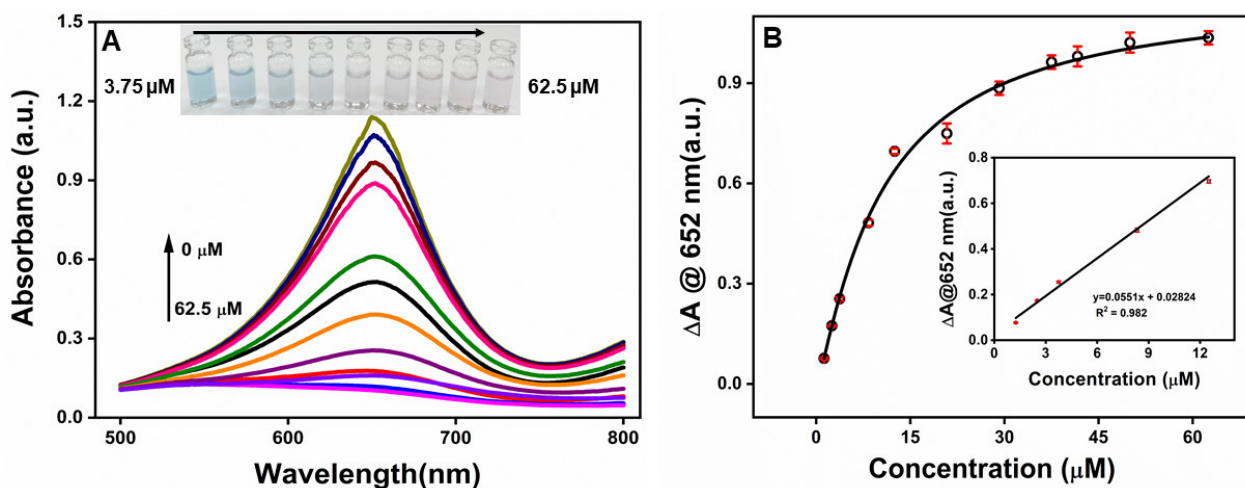 A
3.75 μM
62.5 μM
0 μM
62.5 μM
1.5
1.2
0.9
0.6
0.3
0.0
Absorbance (a.u.)
500
600
700
800
Wavelength(nm)
B
0.9
0.6
0.3
0.0
ΔA @ 652 nm(a.u.)
0
15
30
45
60
Concentration (μM)
0.8
0.6
0.4
0.2
0.0
ΔA@652 nm(a.u.)
y=0.0551x + 0.02824
R² = 0.982
0
3
6
9
12
Concentration (μM)